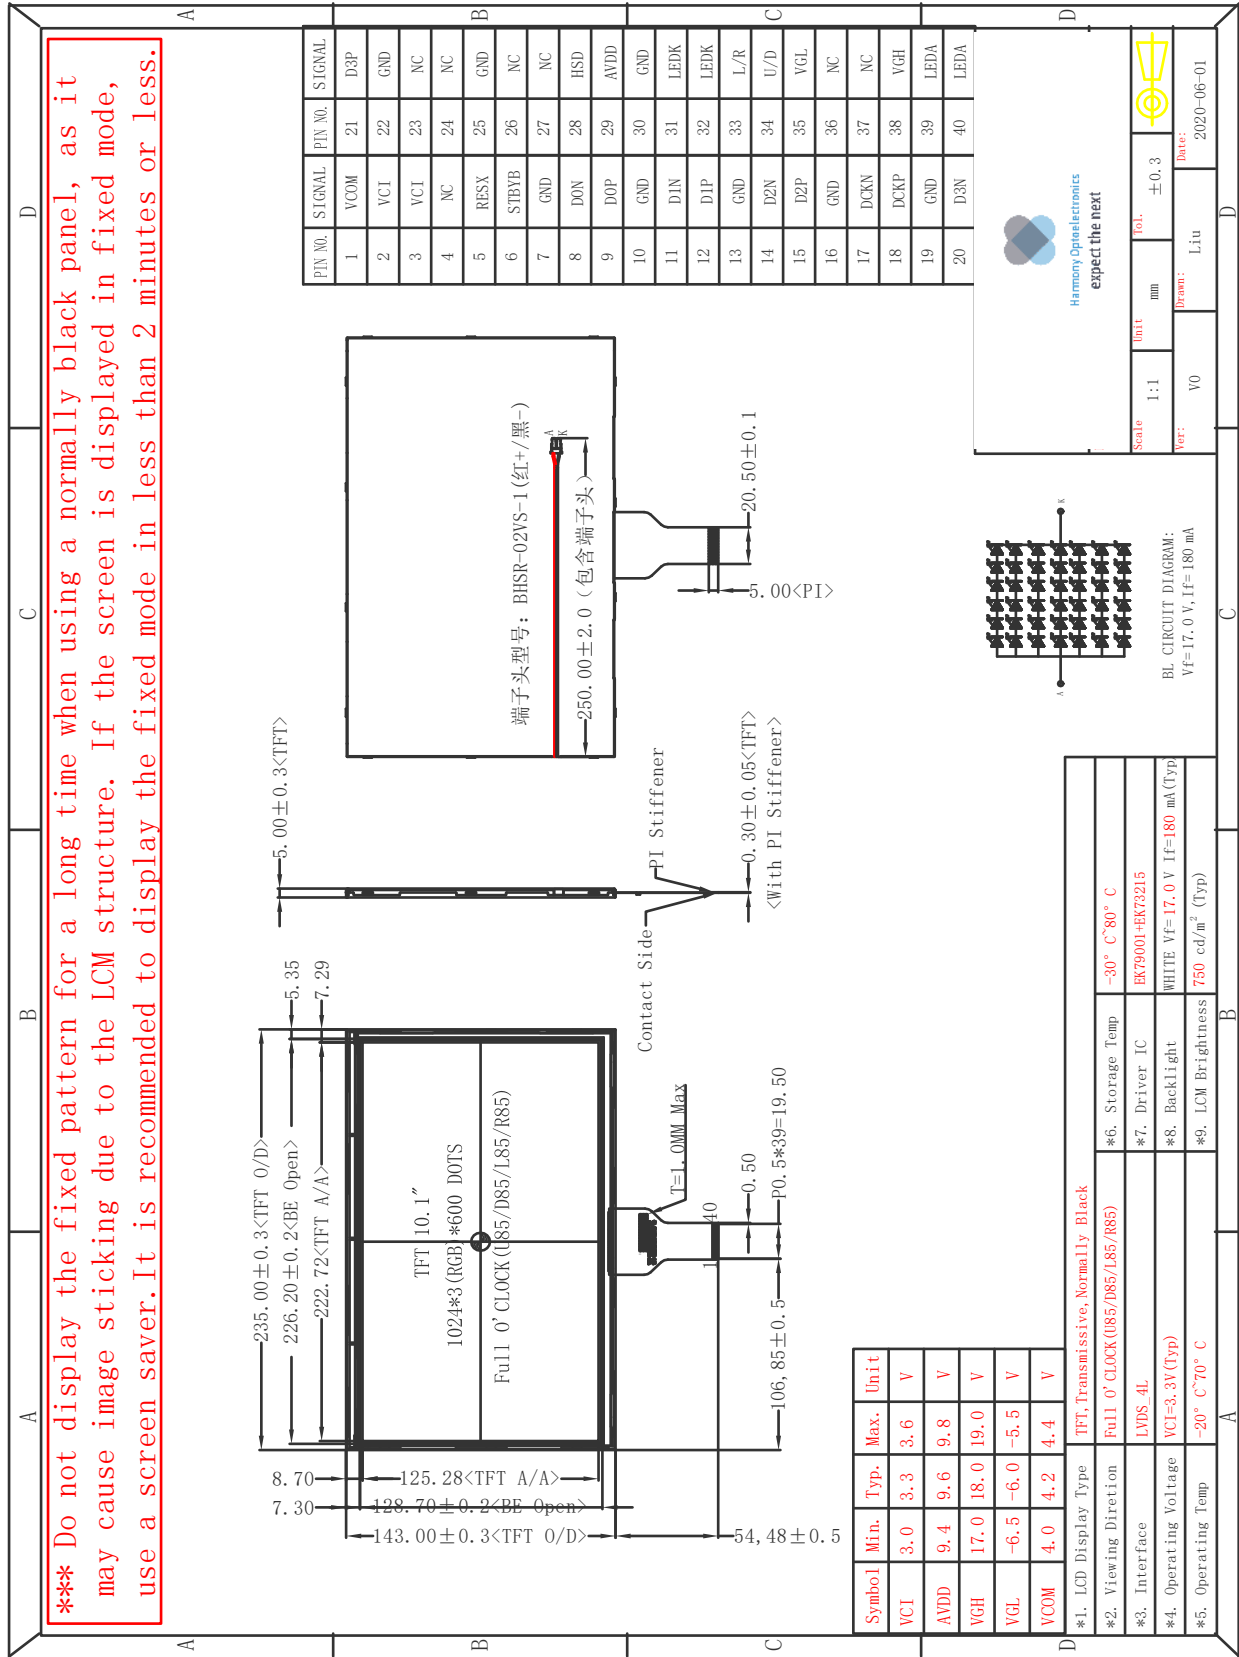 *** Do not display the fixed pattern for a long time when using a normally black panel, as it
may cause image sticking due to the LCM structure. If the screen is displayed in fixed mode,
use a screen saver.It is recommended to display the fixed mode in less than 2 minutes or less.
A B C D
A B C D
A B C D
A B C D
235.00±0.3<TFT O/D>
226.20±0.2<BE Open>
222.72<TFT A/A>
5.35
7.29
8.70
7.30
125.28<TFT A/A>
128.70±0.2<BE Open>
143.00±0.3<TFT O/D>
TFT 10.1"
1024*3(RGB)*600 DOTS
Full O'CLOCK(U85/D85/L85/R85)
T=1.0MM Max
1 40
0.50
P0.5*39=19.50
106,85±0.5
54,48±0.5
5.00±0.3<TFT>
Contact Side
PI Stiffener
0.30±0.05<TFT>
<With PI Stiffener>
端子头型号: BHSR-02VS-1(红+/黑-)
A
K
250.00±2.0 (包含端子头)
20.50±0.1
5.00<PI>
PIN NO. SIGNAL PIN NO. SIGNAL
1 VCOM 21 D3P
2 VCI 22 GND
3 VCI 23 NC
4 NC 24 NC
5 RESX 25 GND
6 STBYB 26 NC
7 GND 27 NC
8 D0N 28 HSD
9 D0P 29 AVDD
10 GND 30 GND
11 D1N 31 LEDK
12 D1P 32 LEDK
13 GND 33 L/R
14 D2N 34 U/D
15 D2P 35 VGL
16 GND 36 NC
17 DCKN 37 NC
18 DCKP 38 VGH
19 GND 39 LEDA
20 D3N 40 LEDA
Symbol Min. Typ. Max. Unit
VCI 3.0 3.3 3.6 V
AVDD 9.4 9.6 9.8 V
VGH 17.0 18.0 19.0 V
VGL -6.5 -6.0 -5.5 V
VCOM 4.0 4.2 4.4 V
*1. LCD Display Type TFT,Transmissive,Normally Black
*2. Viewing Diretion Full O'CLOCK(U85/D85/L85/R85)
*3. Interface LVDS_4L
*4. Operating Voltage VCI=3.3V(Typ)
*5. Operating Temp -20° C~70° C
*6. Storage Temp -30° C~80° C
*7. Driver IC EK79001+EK73215
*8. Backlight WHITE Vf=17.0 V If=180 mA(Typ)
*9. LCM Brightness 750 cd/m² (Typ)
A K
BL CIRCUIT DIAGRAM:
Vf=17.0 V,If=180 mA
Harmony Optoelectronics
expect the next
Scale 1:1 Unit mm Tol. ±0.3
Ver: V0 Drawn: Liu Date: 2020-06-01